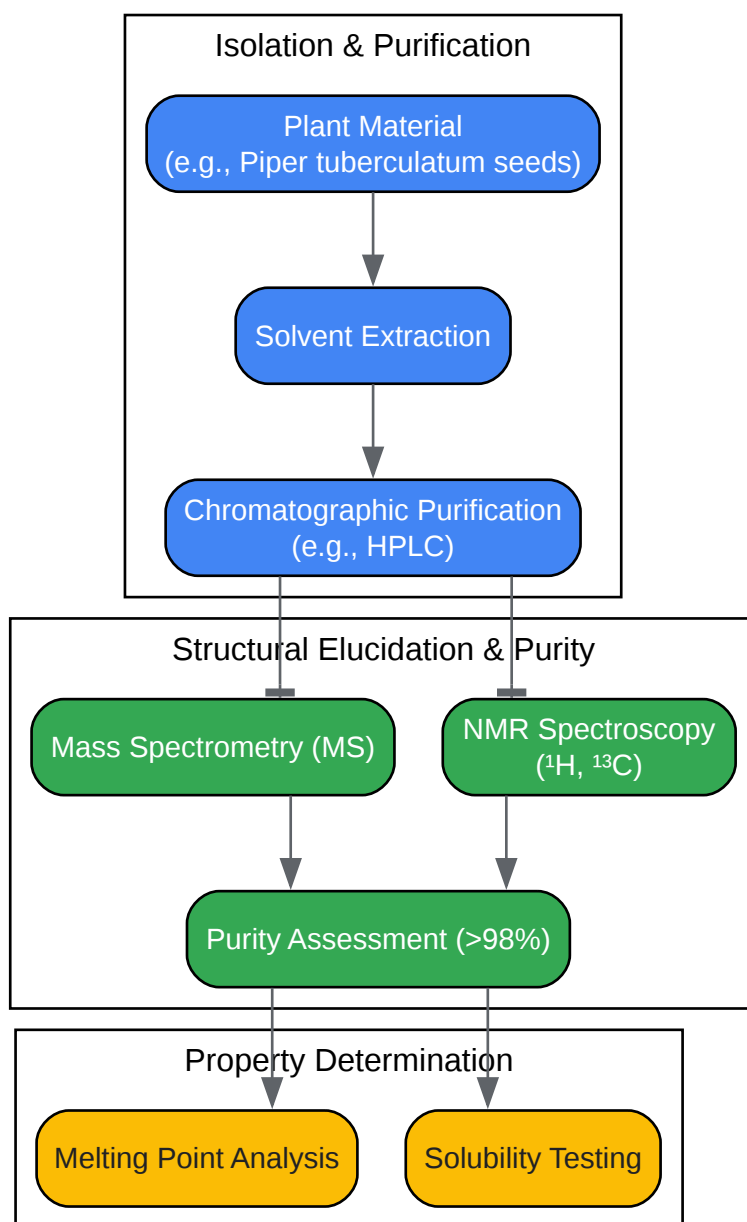 Isolation & Purification
Plant Material
(e.g., Piper tuberculatum seeds)
Solvent Extraction
Chromatographic Purification
(e.g., HPLC)
Structural Elucidation & Purity
Mass Spectrometry (MS)
NMR Spectroscopy
(¹H, ¹³C)
Purity Assessment (>98%)
Property Determination
Melting Point Analysis
Solubility Testing